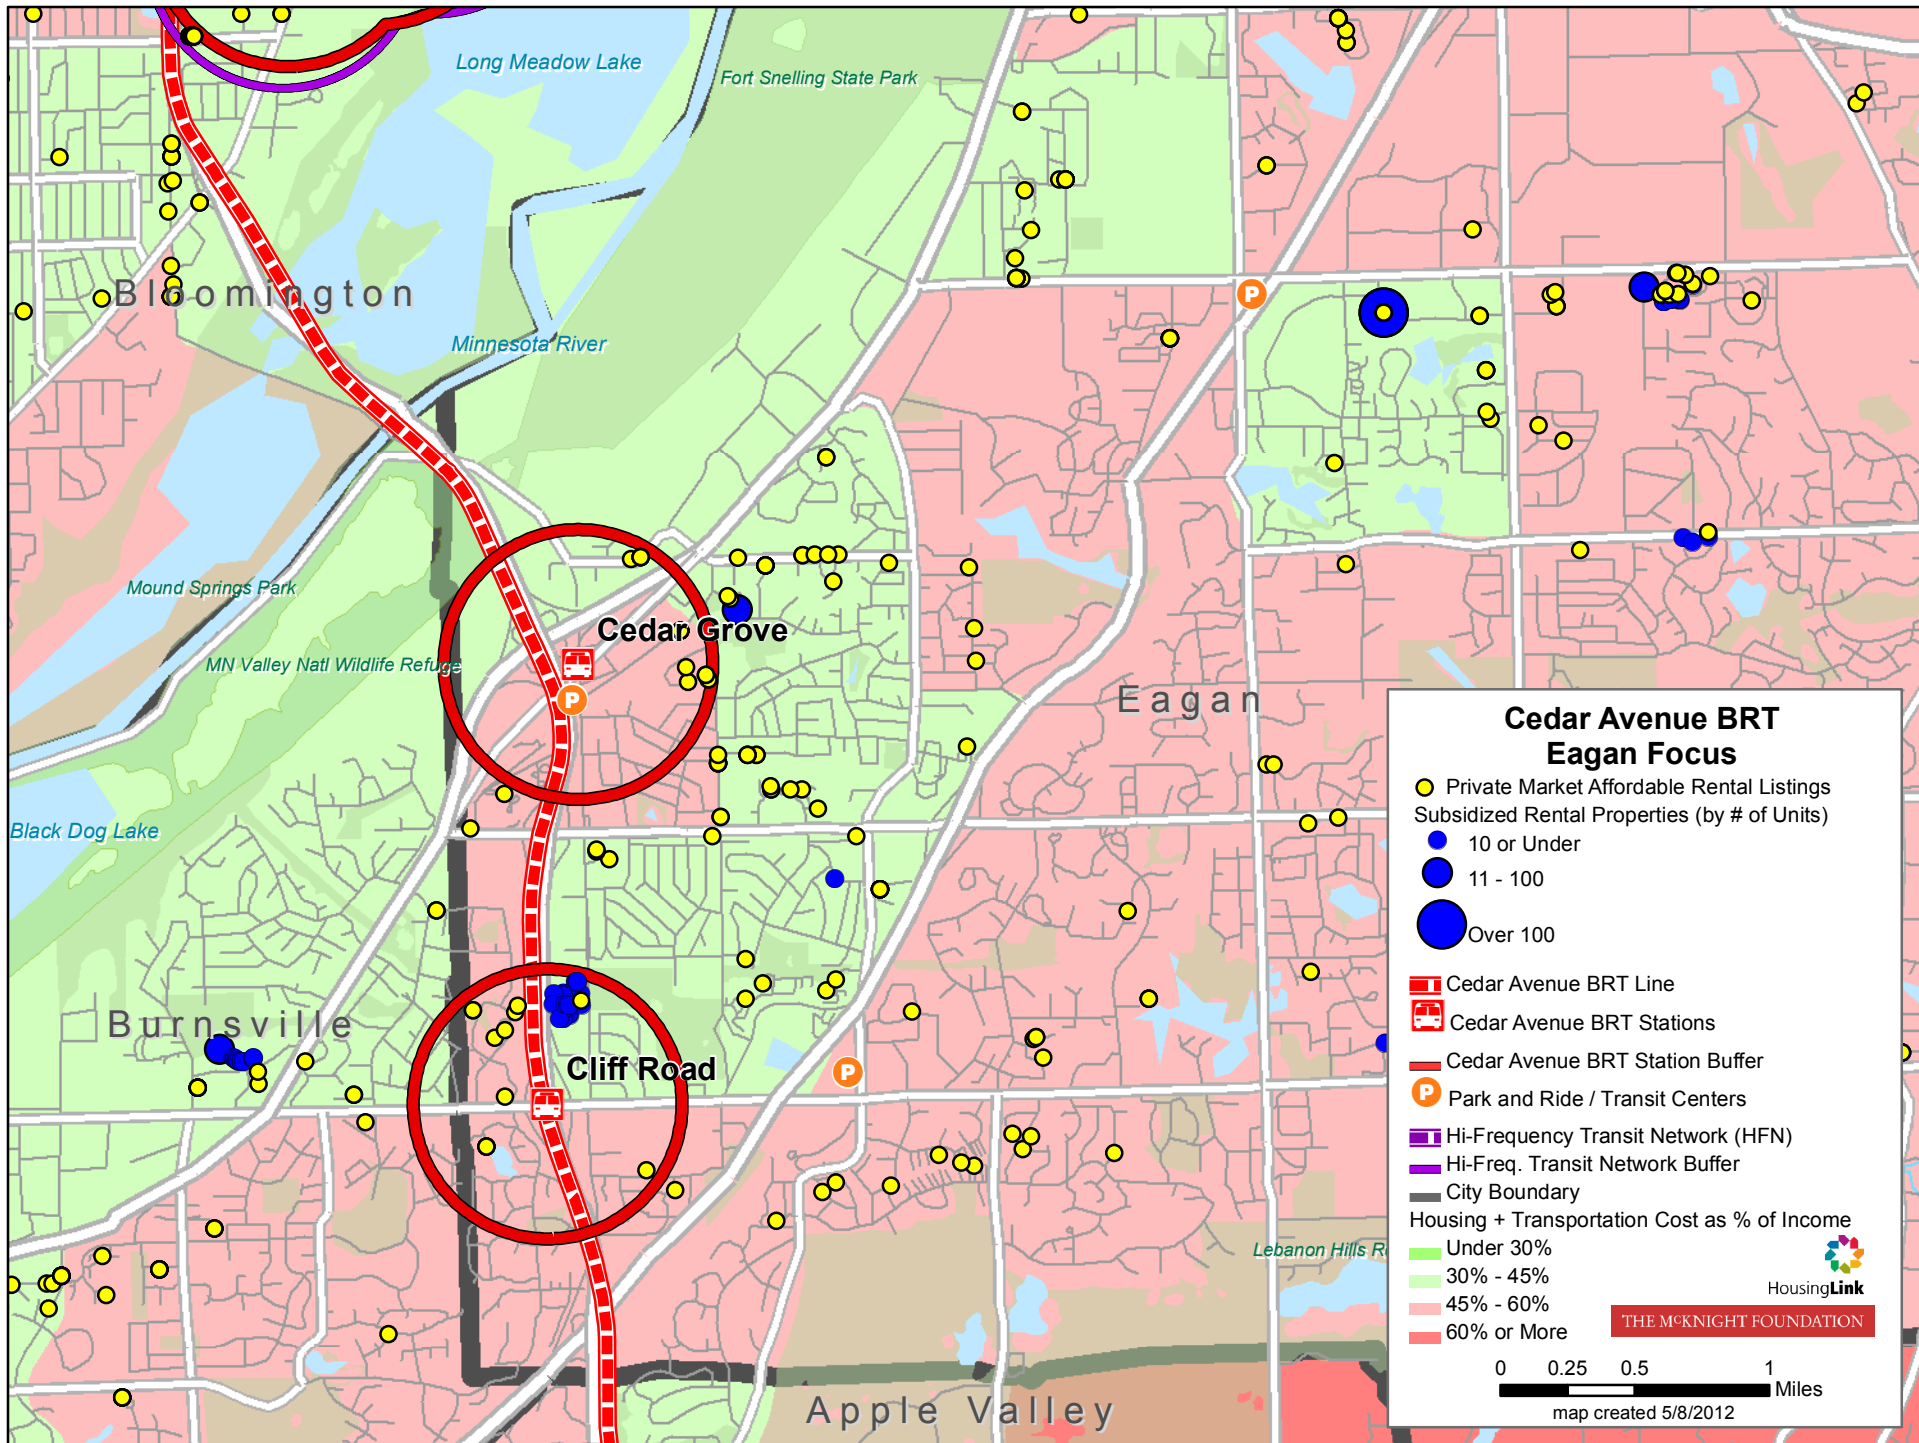 Long Meadow Lake
Fort Snelling State Park
Bloomington
P
Minnesota River
Mound Springs Park
Cedar Grove
MN Valley Natl Wildlife Refuge
P
Eagan
Black Dog Lake
Burnsville
Cliff Road
P
Lebanon Hills R
Apple Valley
Cedar Avenue BRT
Eagan Focus
Private Market Affordable Rental Listings
Subsidized Rental Properties (by # of Units)
10 or Under
11 - 100
Over 100
Cedar Avenue BRT Line
Cedar Avenue BRT Stations
Cedar Avenue BRT Station Buffer
P Park and Ride / Transit Centers
Hi-Frequency Transit Network (HFN)
Hi-Freq. Transit Network Buffer
City Boundary
Housing + Transportation Cost as % of Income
Under 30%
30% - 45%
45% - 60%
60% or More
HousingLink
THE McKNIGHT FOUNDATION
0 0.25 0.5 1
Miles
map created 5/8/2012